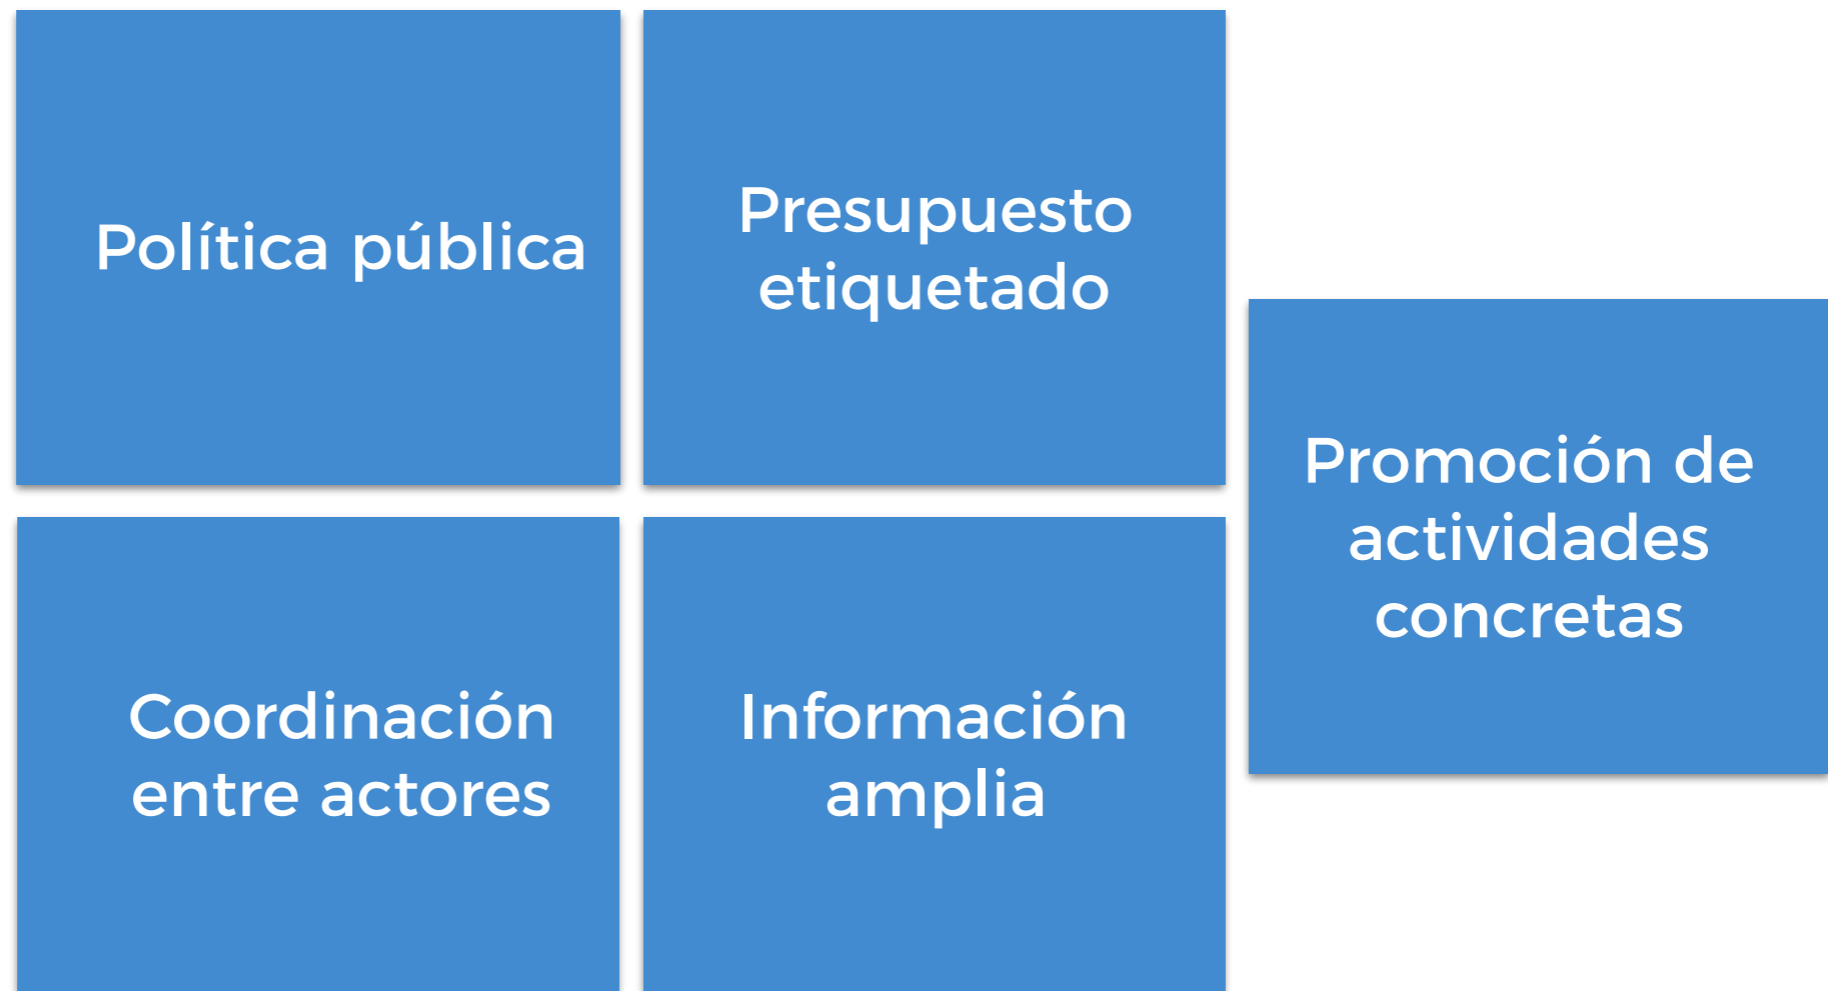 Política pública
Presupuesto
etiquetado
Promoción de
actividades
concretas
Coordinación
entre actores
Información
amplia